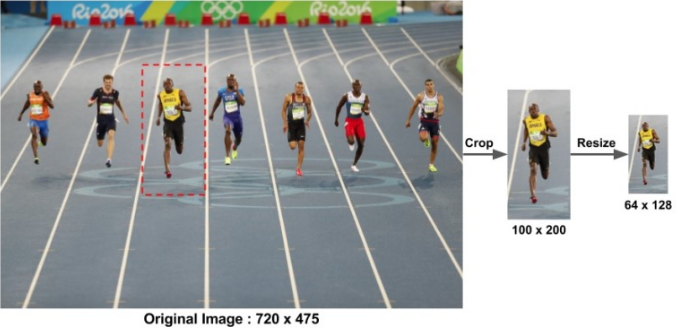 Rio2016
Rio2016
Crop
Resize
100 x 200
64 x 128
Original Image : 720 x 475